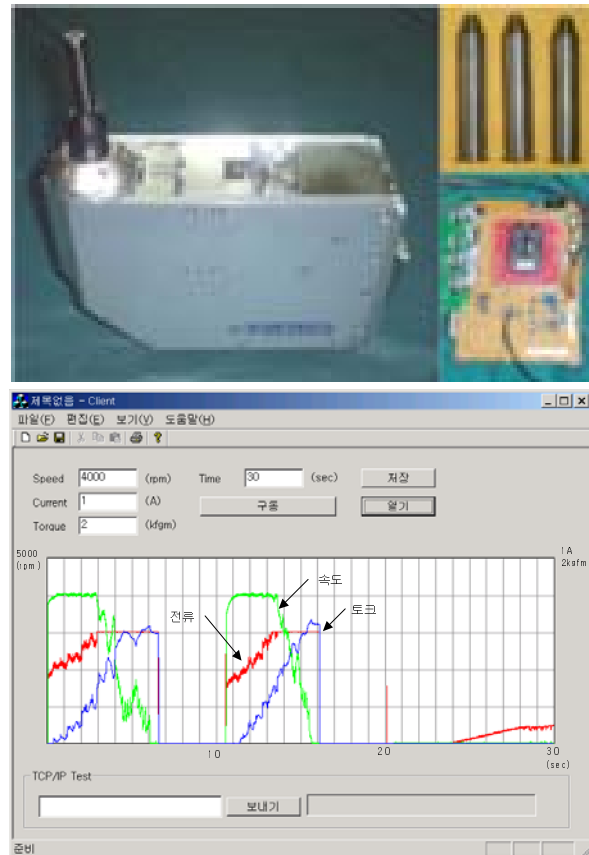 제목없음 - Client
파일(F) 편집(E) 보기(V) 도움말(H)
Speed 4000 (rpm) Time 30 (sec) 저장
Current 1 (A) 구동 열기
Torque 2 (kfgm)
5000
(rpm)
1A
2kgfm
속도
전류
토크
10 20 30
(sec)
TCP/IP Test
보내기
준비